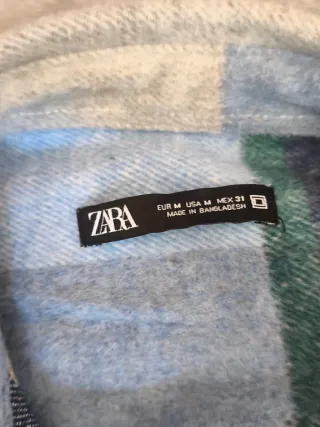 ZARA
EUR M USA M MEX 31
MADE IN BANGLADESH